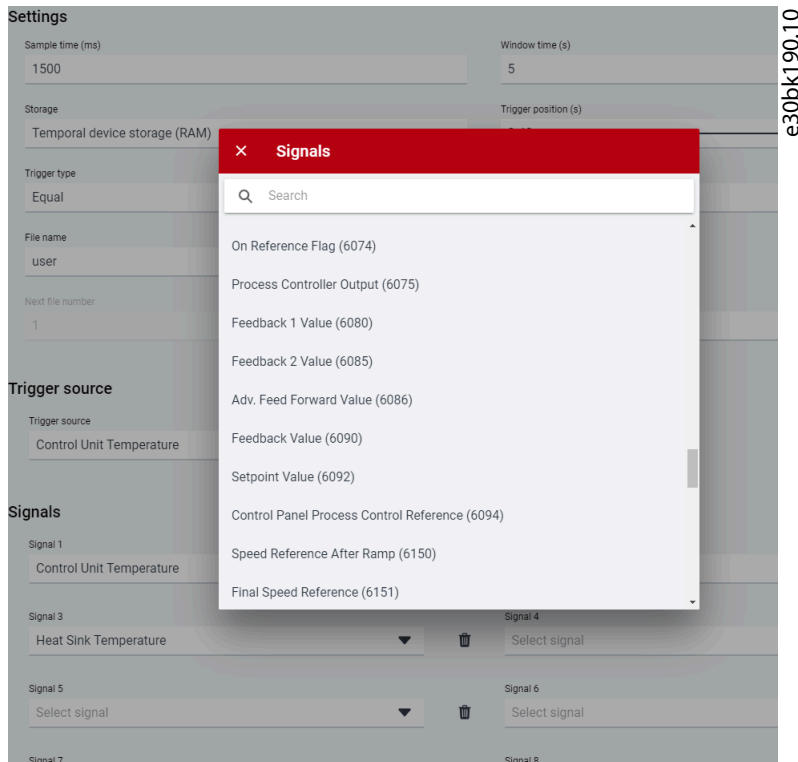 Settings
Sample time (ms)
Window time (s)
1500
5
Storage
Trigger position (s)
Temporal device storage (RAM)
Signals
Trigger type
Search
Equal
File name
On Reference Flag (6074)
user
Process Controller Output (6075)
Next file number
1
Feedback 1 Value (6080)
Feedback 2 Value (6085)
Trigger source
Adv. Feed Forward Value (6086)
Trigger source
Control Unit Temperature
Feedback Value (6090)
Setpoint Value (6092)
Signals
Control Panel Process Control Reference (6094)
Signal 1
Control Unit Temperature
Speed Reference After Ramp (6150)
Final Speed Reference (6151)
Signal 3
Signal 4
Heat Sink Temperature
Select signal
Signal 5
Signal 6
Select signal
Select signal
Signal 7
Signal 8
e30bk190.10